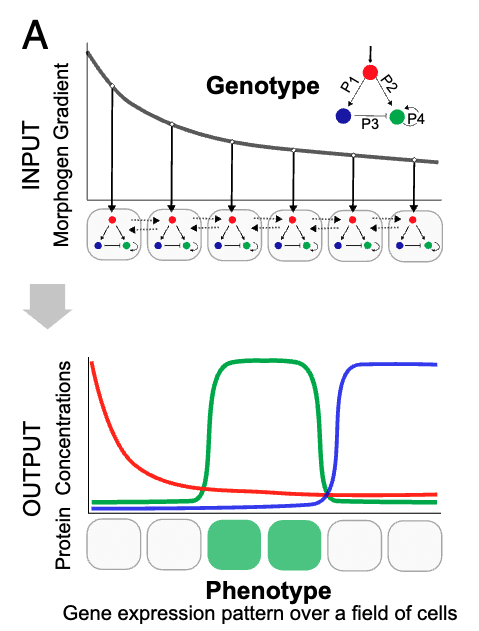 A
INPUT
Morphogen Gradient
Genotype
P1
P2
P3
P4
OUTPUT
Protein Concentrations
Phenotype
Gene expression pattern over a field of cells